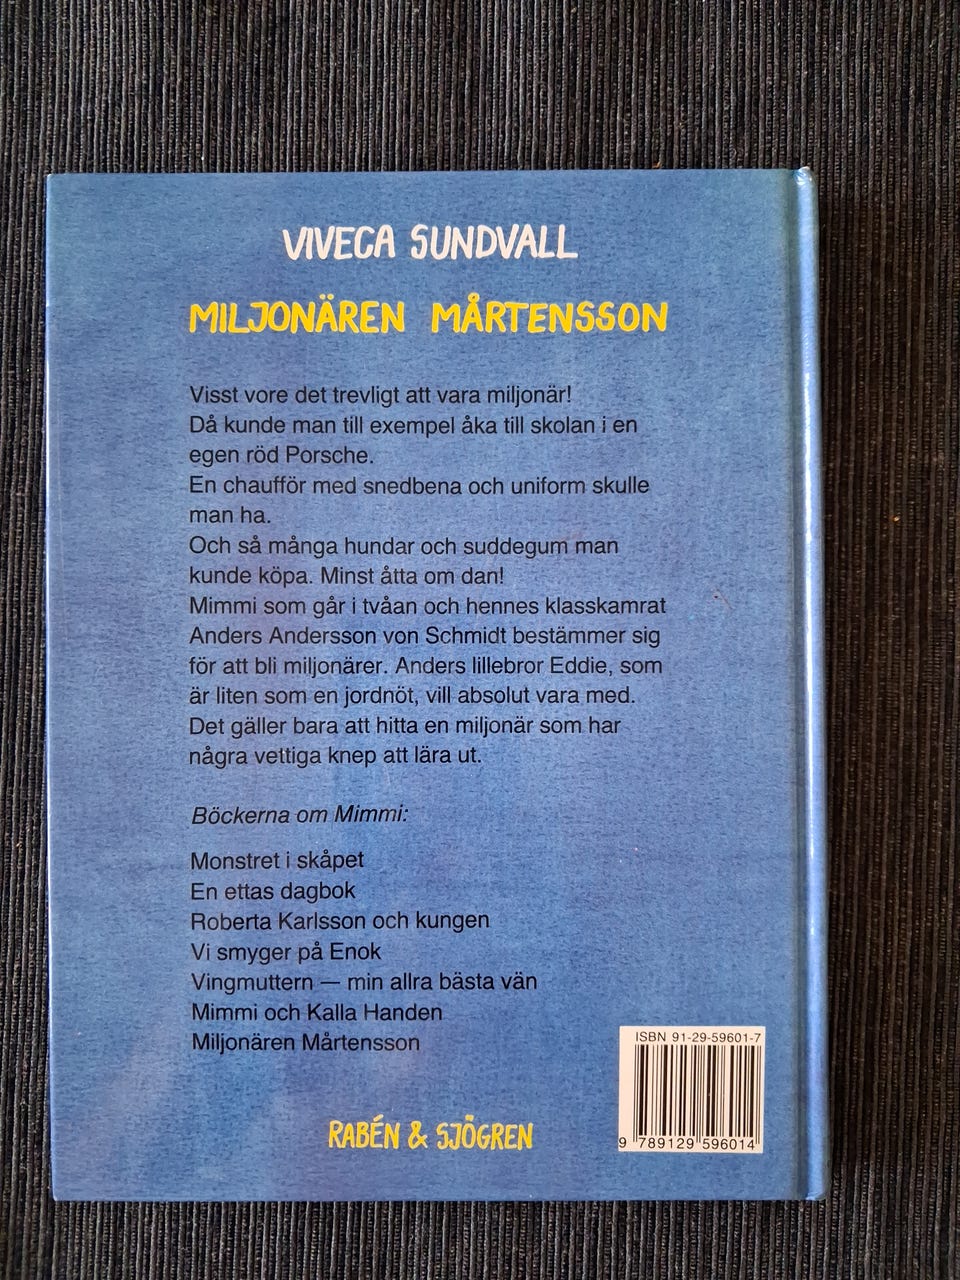 VIVECA SUNDVALL
MILJONÄREN MÅRTENSSON
Visst vore det trevligt att vara miljonär!
Då kunde man till exempel åka till skolan i en
egen röd Porsche.
En chaufför med snedbena och uniform skulle
man ha.
Och så många hundar och suddegum man
kunde köpa. Minst åtta om dan!
Mimmi som går i tvåan och hennes klasskamrat
Anders Andersson von Schmidt bestämmer sig
för att bli miljonärer. Anders lillebror Eddie, som
är liten som en jordnöt, vill absolut vara med.
Det gäller bara att hitta en miljonär som har
några vettiga knep att lära ut.
Böckerna om Mimmi:
Monstret i skåpet
En ettas dagbok
Roberta Karlsson och kungen
Vi smyger på Enok
Vingmuttern — min allra bästa vän
Mimmi och Kalla Handen
Miljonären Mårtensson
ISBN 91-29-59601-7
9 789129 596014
RABÉN & SJÖGREN